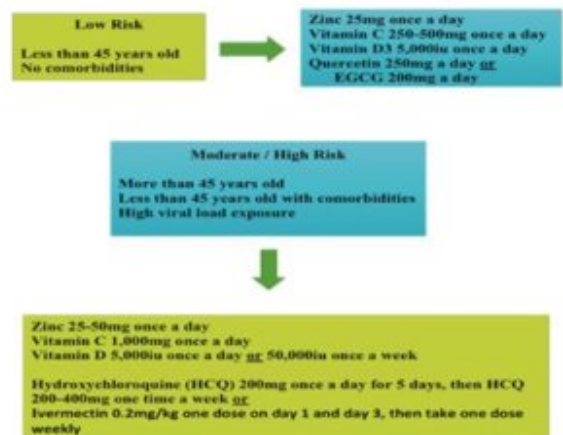 Low Risk
Less than 45 years old
No comorbidities
Zinc 25mg once a day
Vitamin C 250-500mg once a day
Vitamin D3 5,000iu once a day
Quercetin 250mg a day or
EGCG 200mg a day
Moderate / High Risk
More than 45 years old
Less than 45 years old with comorbidities
High viral load exposure
Zinc 25-50mg once a day
Vitamin C 1,000mg once a day
Vitamin D 5,000iu once a day or 50,000iu once a week
Hydroxychloroquine (HCQ) 200mg once a day for 5 days, then HCQ
200-400mg one time a week or
Ivermectin 0.2mg/kg one dose on day 1 and day 3, then take one dose
weekly